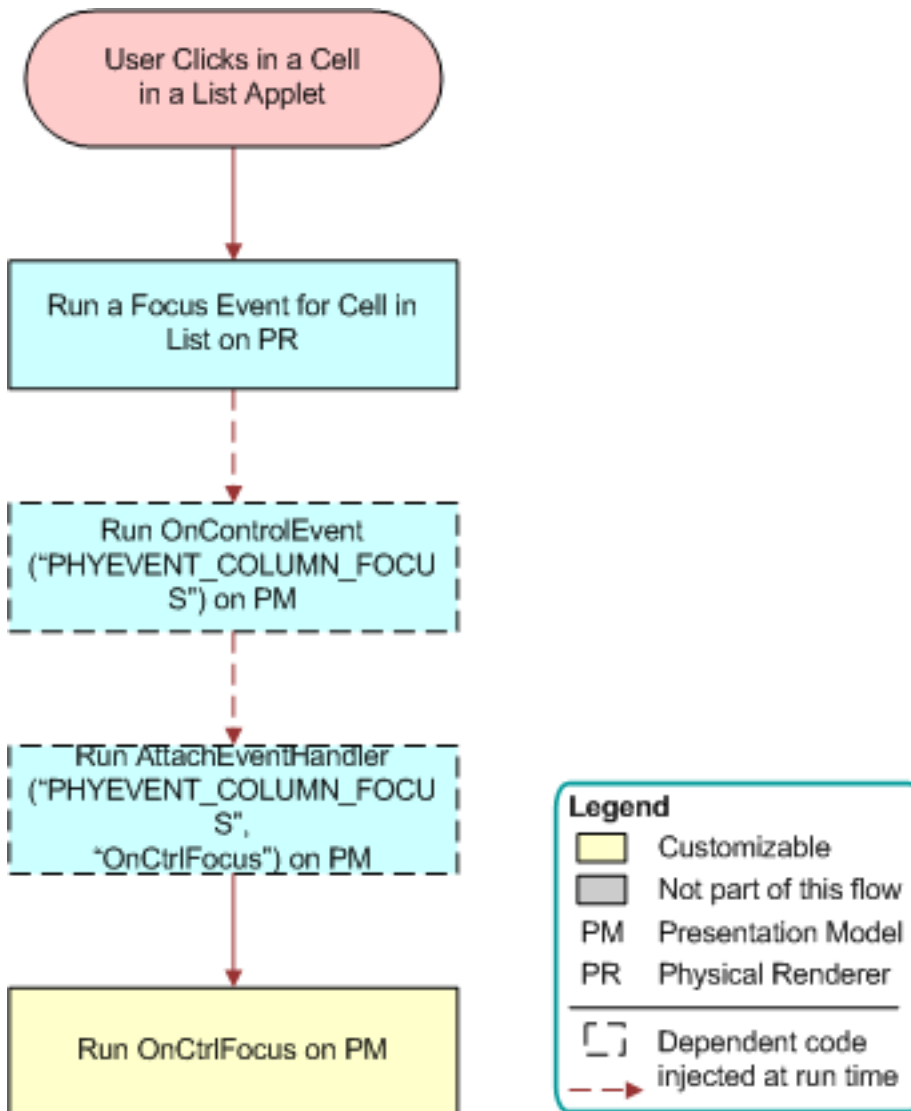 User Clicks in a Cell
in a List Applet
Run a Focus Event for Cell in
List on PR
Run OnControlEvent
(“PHYEVENT_COLUMN_FOCU
S”) on PM
Run AttachEventHandler
(“PHYEVENT_COLUMN_FOCU
S”,
“OnCtrlFocus”) on PM
Run OnCtrlFocus on PM
Legend
Customizable
Not part of this flow
PM Presentation Model
PR Physical Renderer
Dependent code
injected at run time